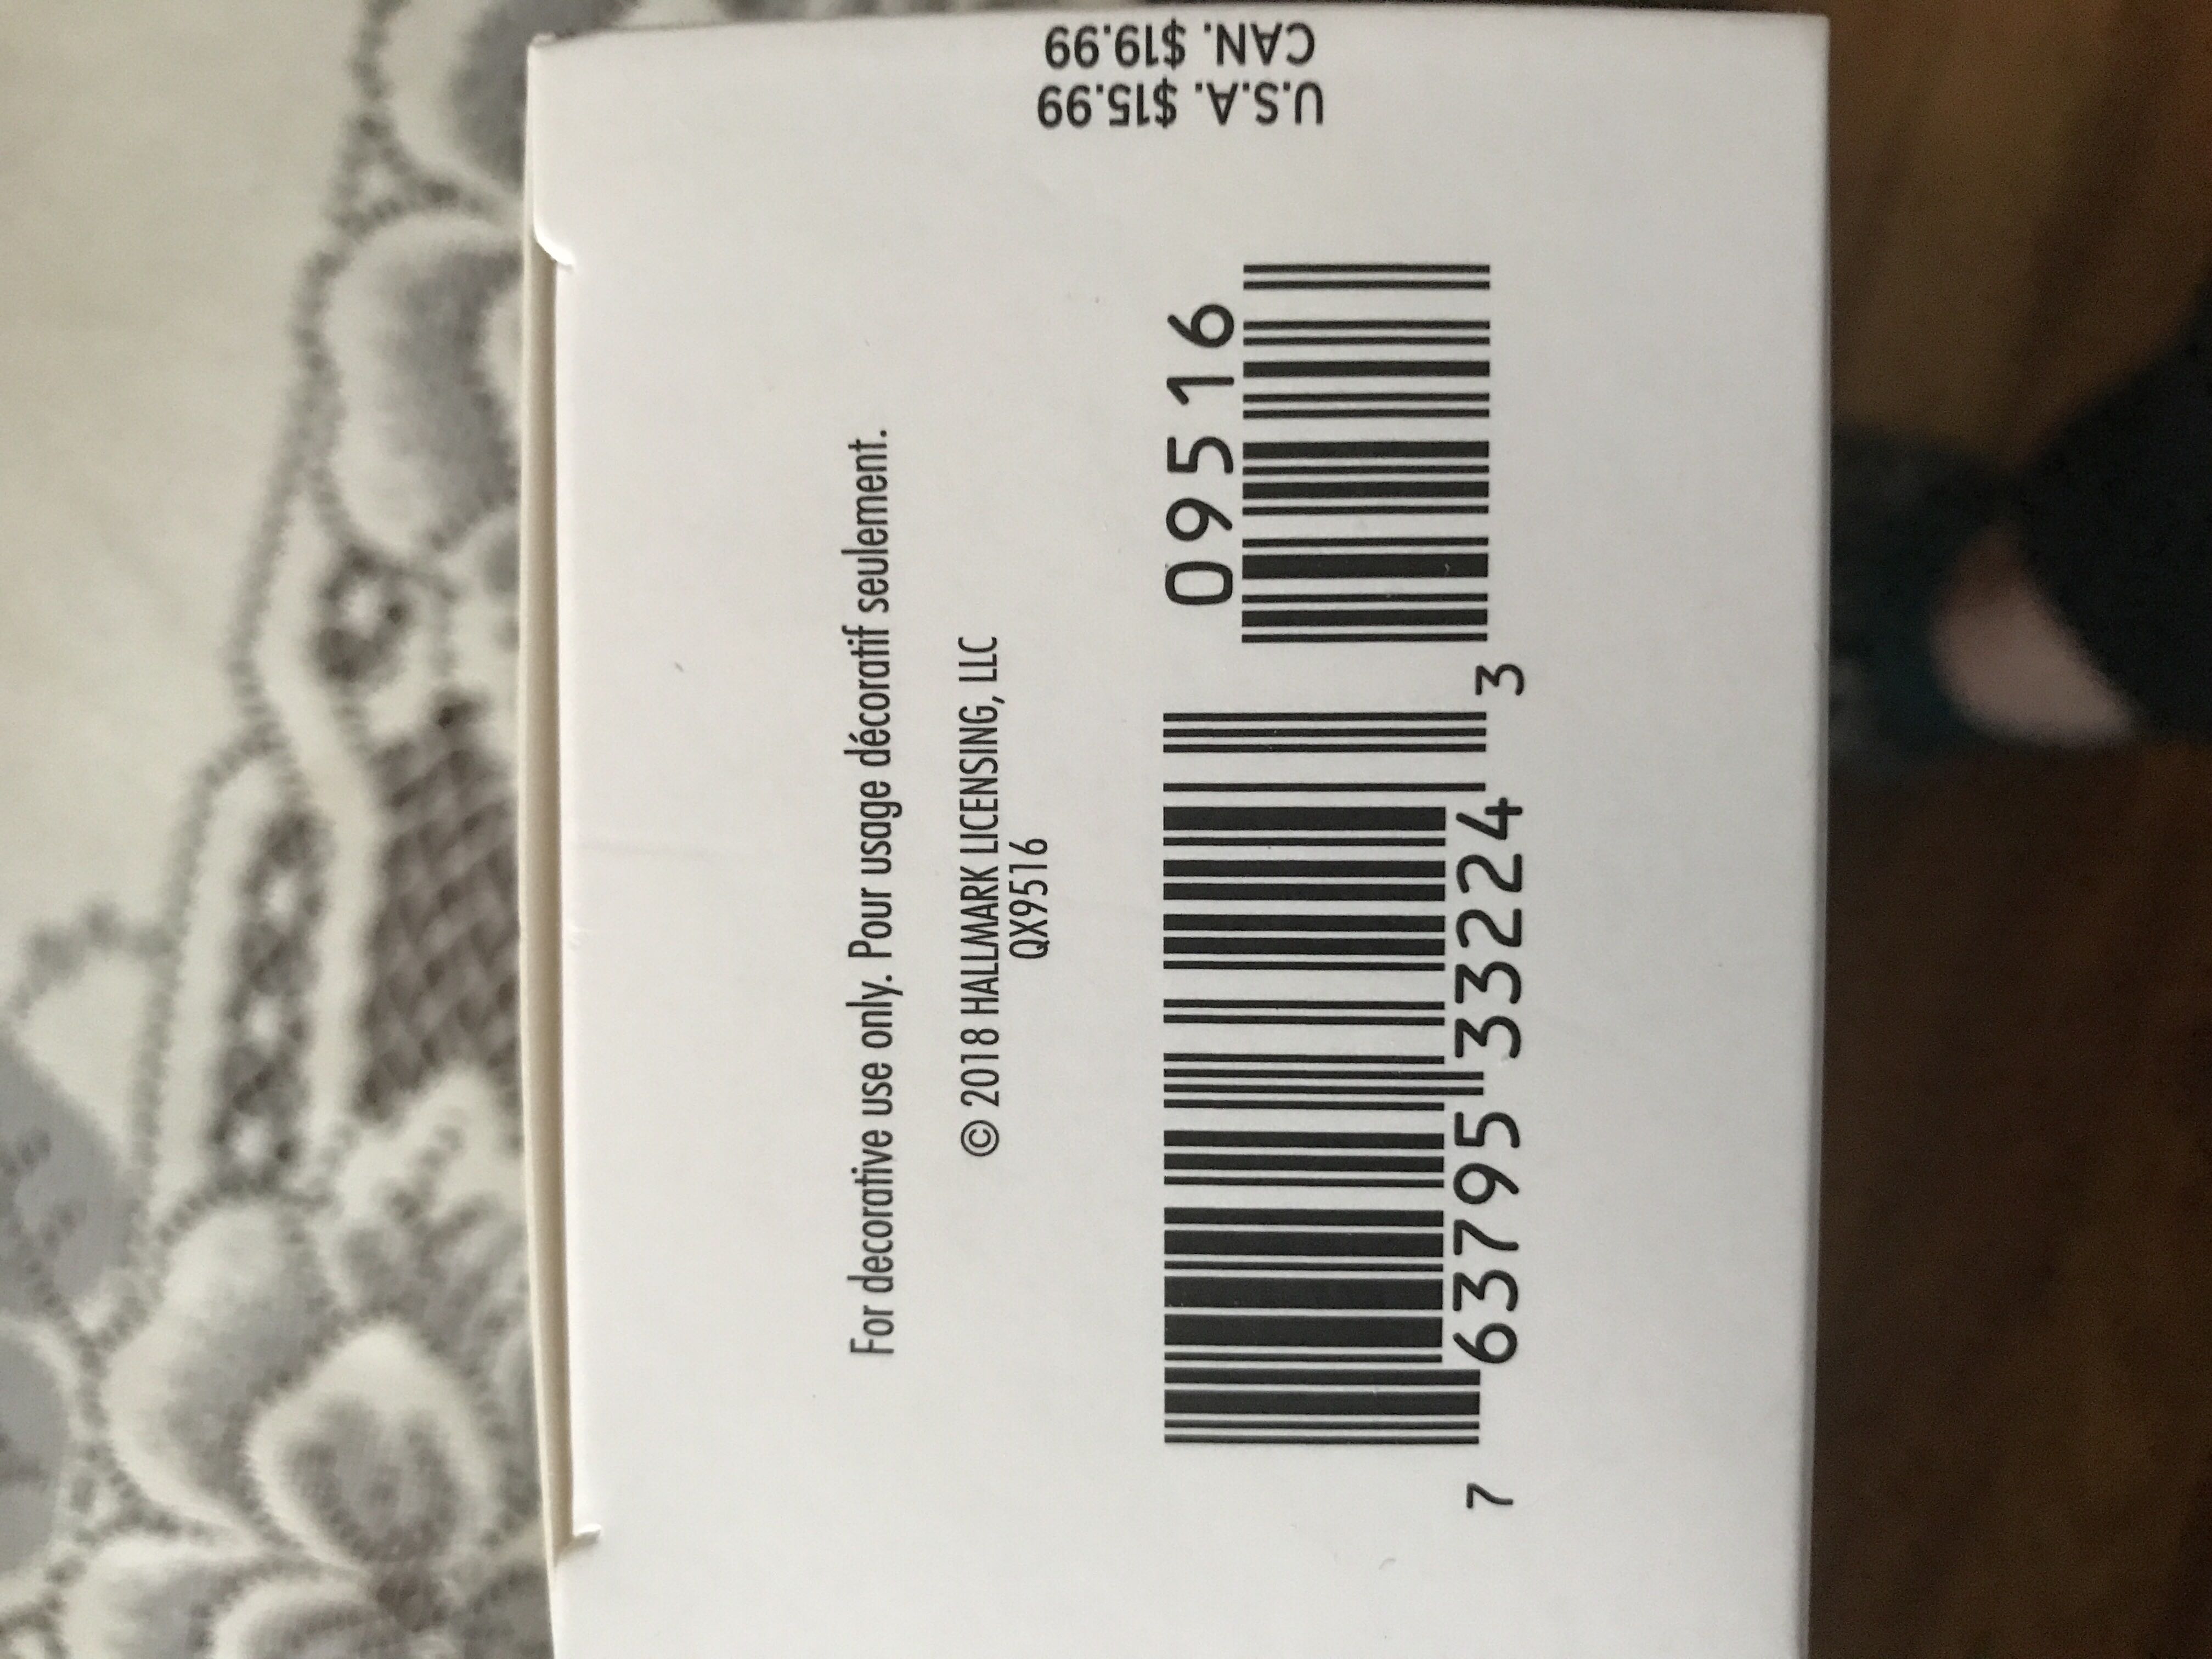 U.S.A. $15.99
CAN. $19.99
For decorative use only. Pour usage décoratif seulement.
© 2018 HALLMARK LICENSING, LLC
QX9516
09516
7 63795 33224 3